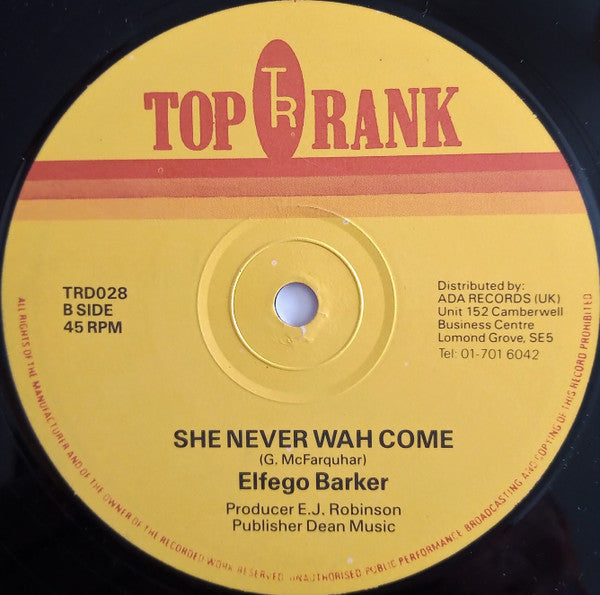 TOP TR. RANK
TRD028
B SIDE
45 RPM
Distributed by:
ADA RECORDS (UK)
Unit 152 Camberwell
Business Centre
Lomond Grove, SE5
Tel: 01-701 6042
SHE NEVER WAH COME
(G. McFarquhar)
Elfego Barker
Producer E.J. Robinson
Publisher Dean Music
ALL RIGHTS OF THE MANUFACTURER AND OF THE OWNER OF THE RECORDED WORK RESERVED UNAUTHORISED PUBLIC PERFORMANCE BROADCASTING AND COPYING OF THIS RECORD PROHIBITED